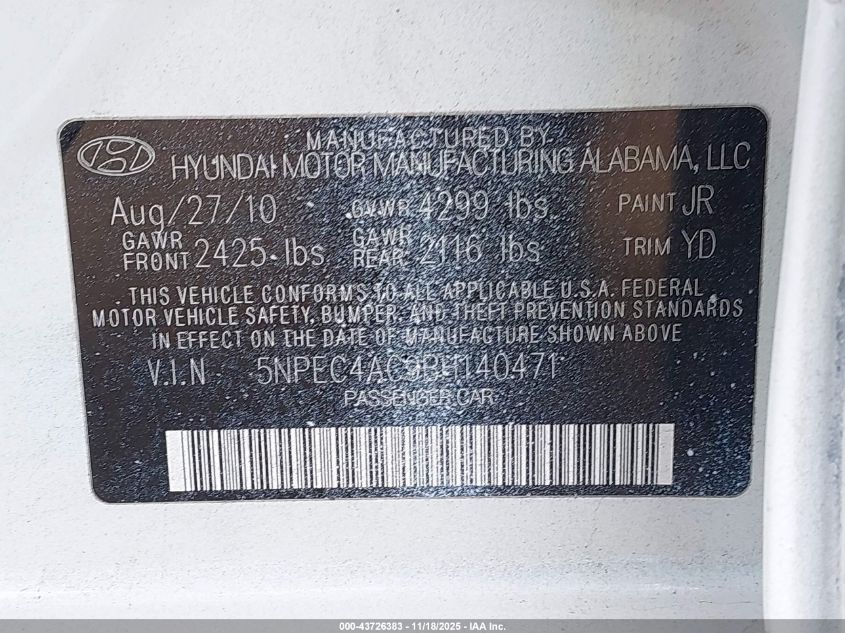 MANUFACTURED BY
HYUNDAI MOTOR MANUFACTURING ALABAMA, LLC
Aug/27/10 GVWR 4299 lbs PAINT JR
GAWR FRONT 2425 lbs GAWR REAR 2116 lbs TRIM YD
THIS VEHICLE CONFORMS TO ALL APPLICABLE U.S.A. FEDERAL
MOTOR VEHICLE SAFETY, BUMPER, AND THEFT PREVENTION STANDARDS
IN EFFECT ON THE DATE OF MANUFACTURE SHOWN ABOVE
V.I.N 5NPEC4AC9BH140471
PASSENGER CAR
000-43726383 - 11/18/2025 - IAA Inc.